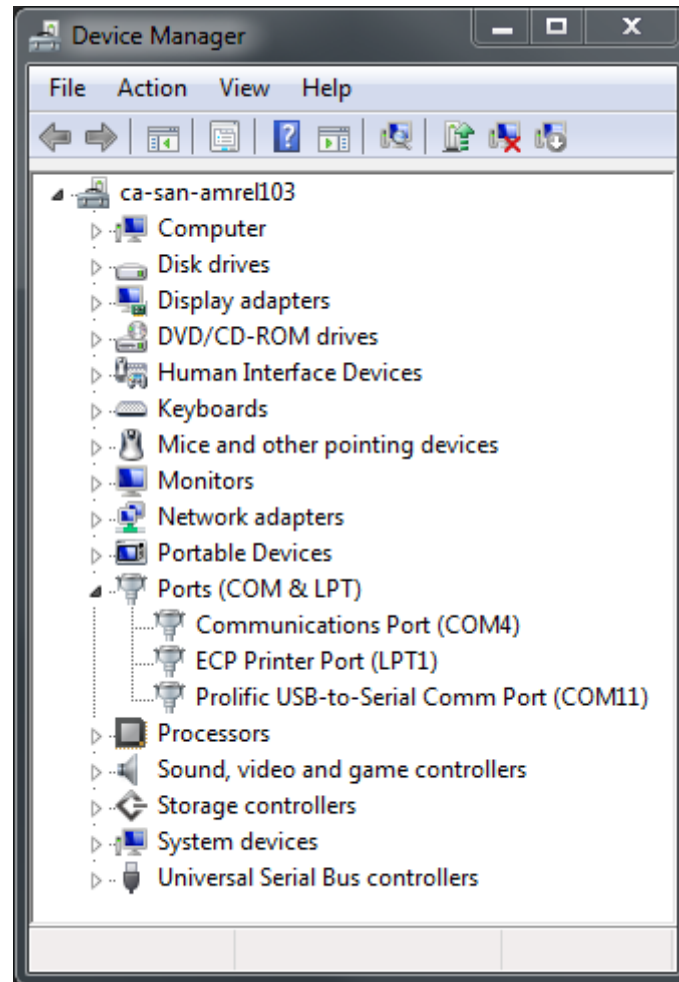 Device Manager
File Action View Help
ca-san-amrel103
Computer
Disk drives
Display adapters
DVD/CD-ROM drives
Human Interface Devices
Keyboards
Mice and other pointing devices
Monitors
Network adapters
Portable Devices
Ports (COM & LPT)
Communications Port (COM4)
ECP Printer Port (LPT1)
Prolific USB-to-Serial Comm Port (COM11)
Processors
Sound, video and game controllers
Storage controllers
System devices
Universal Serial Bus controllers